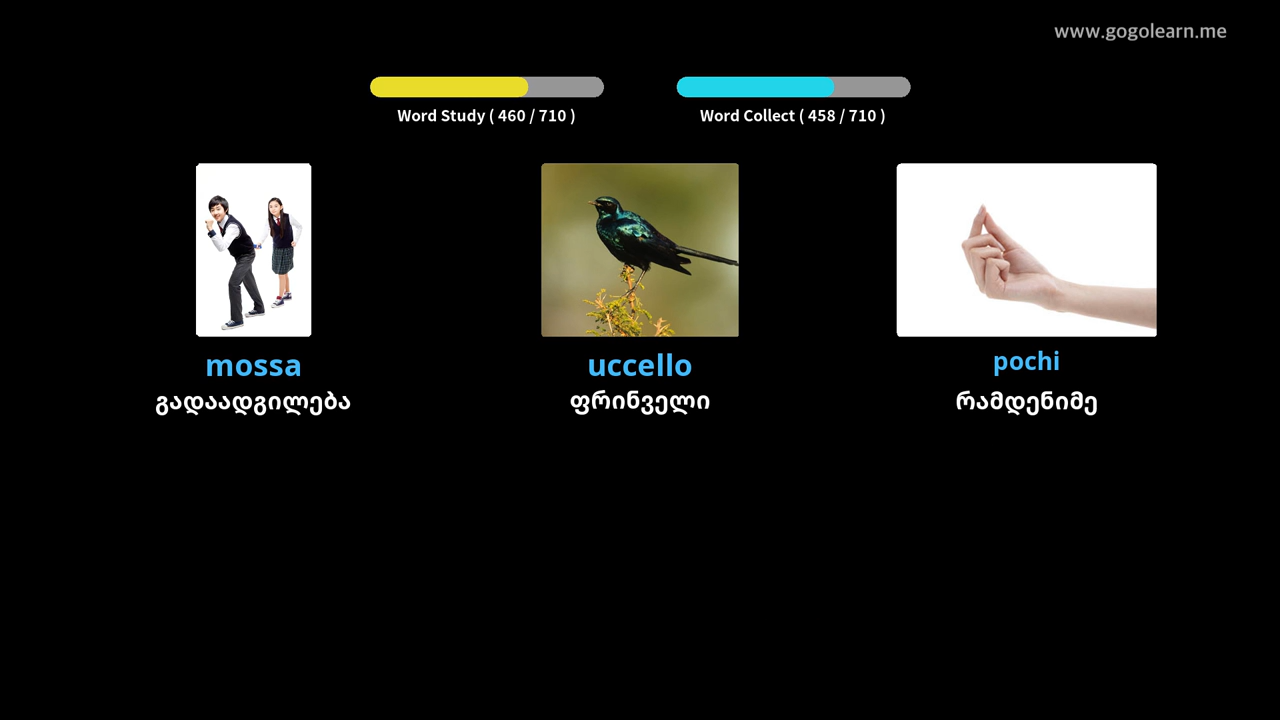 www.gogolearn.me
Word Study ( 460 / 710 )
Word Collect ( 458 / 710 )
mossa
გადაადგილება
uccello
ფრინველი
pochi
რამდენიმე